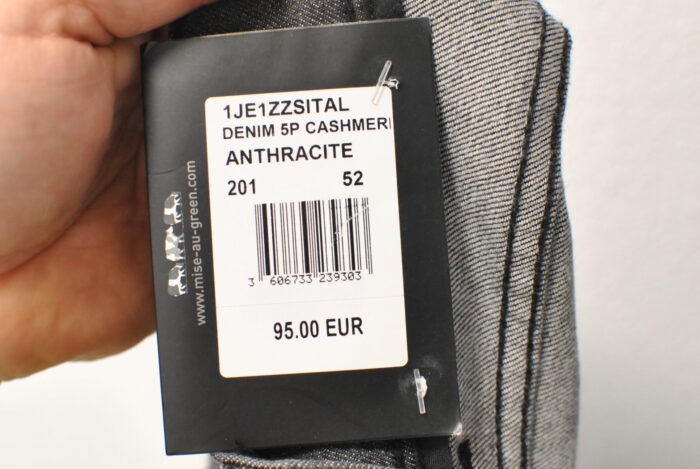 1JE1ZZSITAL
DENIM 5P CASHMERI
ANTHRACITE
201 52
3 606733 239303
95.00 EUR
www.mise-au-green.com